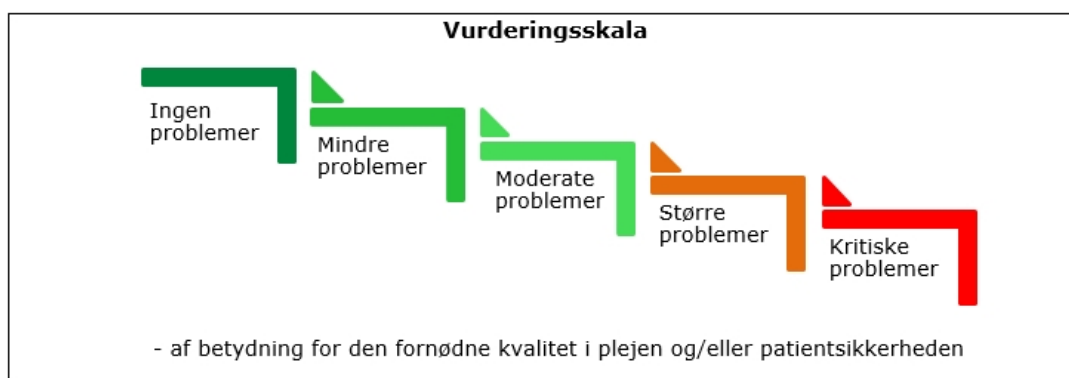 Vurderingsskala
Ingen
problemer
Mindre
problemer
Moderate
problemer
Større
problemer
Kritiske
problemer
- af betydning for den fornødne kvalitet i plejen og/eller patientsikkerheden